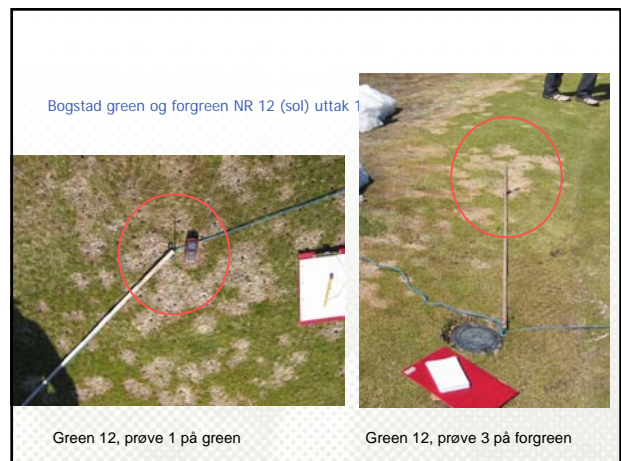 Bogstad green og forgreen NR 12 (sol) uttak 1
Green 12, prøve 1 på green
Green 12, prøve 3 på forgreen